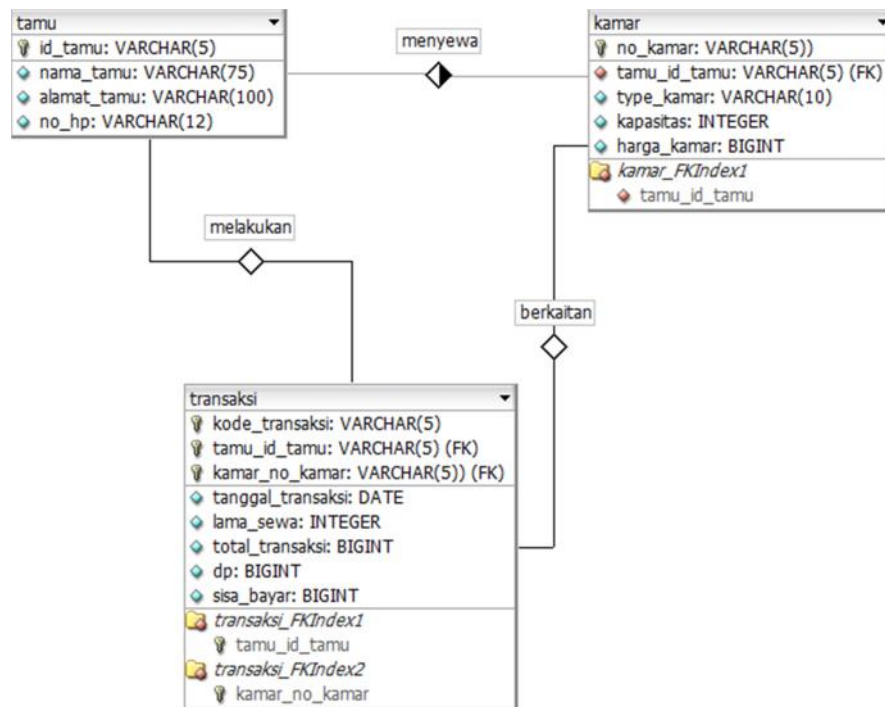 tamu
id_tamu: VARCHAR(5)
nama_tamu: VARCHAR(75)
alamat_tamu: VARCHAR(100)
no_hp: VARCHAR(12)
menyewa
kamar
no_kamar: VARCHAR(5))
tamu_id_tamu: VARCHAR(5) (FK)
type_kamar: VARCHAR(10)
kapasitas: INTEGER
harga_kamar: BIGINT
kamar_FKIndex1
tamu_id_tamu
melakukan
berkaitan
transaksi
kode_transaksi: VARCHAR(5)
tamu_id_tamu: VARCHAR(5) (FK)
kamar_no_kamar: VARCHAR(5)) (FK)
tanggal_transaksi: DATE
lama_sewa: INTEGER
total_transaksi: BIGINT
dp: BIGINT
sisa_bayar: BIGINT
transaksi_FKIndex1
tamu_id_tamu
transaksi_FKIndex2
kamar_no_kamar